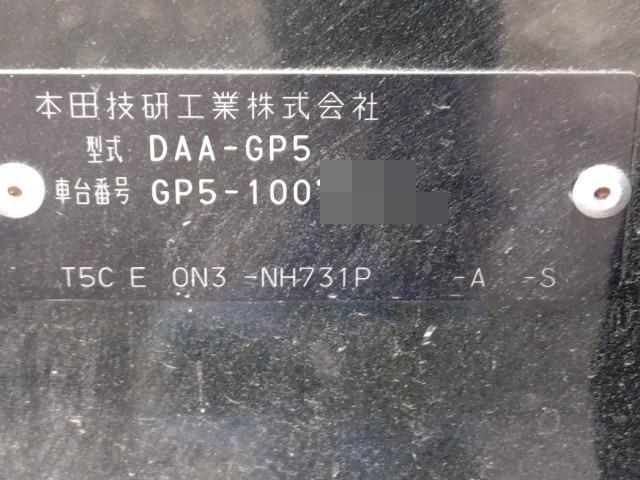 本田技研工業株式会社
型式 DAA-GP5
車台番号 GP5-100
T5C E ON3 -NH731P -A -S